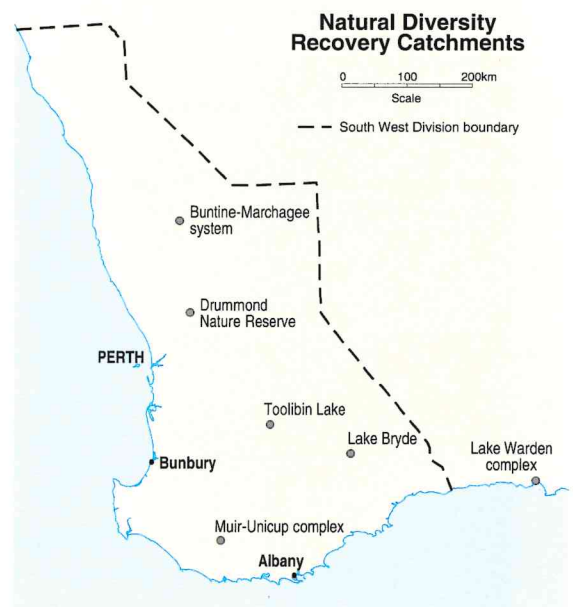 Natural Diversity
Recovery Catchments
0 100 200km
Scale
South West Division boundary
Buntine-Marchagee
system
Drummond
Nature Reserve
PERTH
Toolibin Lake
Lake Bryde
Lake Warden
complex
Bunbury
Muir-Unicup complex
Albany